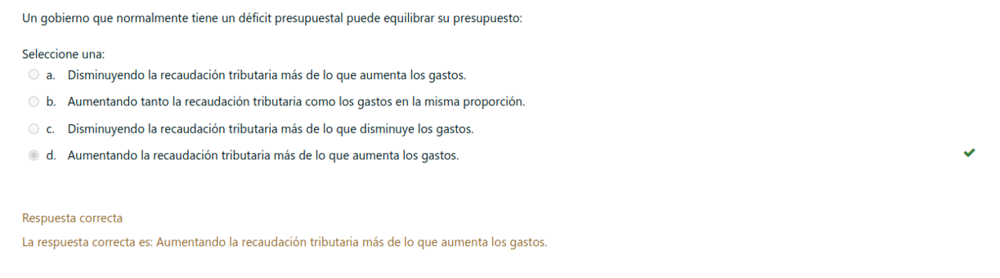 Un gobierno que normalmente tiene un déficit presupuestal puede equilibrar su presupuesto:
Seleccione una:
a. Disminuyendo la recaudación tributaria más de lo que aumenta los gastos.
b. Aumentando tanto la recaudación tributaria como los gastos en la misma proporción.
c. Disminuyendo la recaudación tributaria más de lo que disminuye los gastos.
d. Aumentando la recaudación tributaria más de lo que aumenta los gastos.
Respuesta correcta
La respuesta correcta es: Aumentando la recaudación tributaria más de lo que aumenta los gastos.